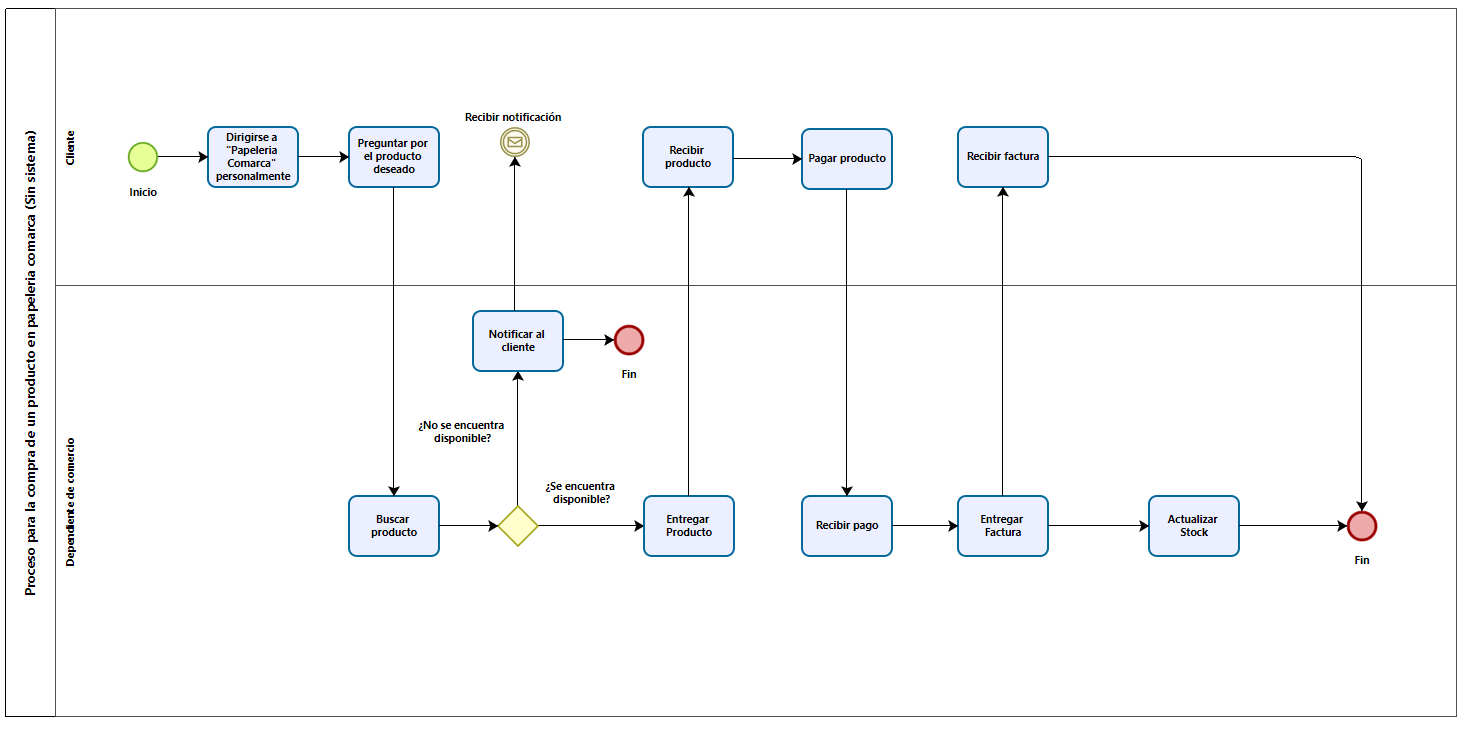 Proceso para la compra de un producto en papeleria comarca (Sin sistema)
Cliente
Inicio
Dirigirse a
"Papeleria
Comarca"
personalmente
Preguntar por
el producto
deseado
Recibir notificación
Recibir
producto
Pagar producto
Recibir factura
Dependiente de comercio
Notificar al
cliente
Fin
¿No se encuentra
disponible?
¿Se encuentra
disponible?
Buscar
producto
Entregar
Producto
Recibir pago
Entregar
Factura
Actualizar
Stock
Fin